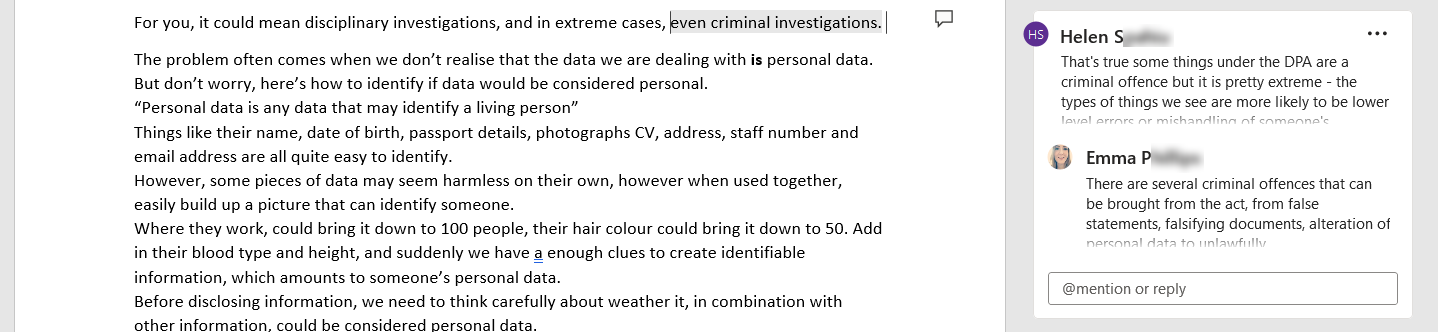 For you, it could mean disciplinary investigations, and in extreme cases, even criminal investigations.
The problem often comes when we don’t realise that the data we are dealing with is personal data.
But don’t worry, here’s how to identify if data would be considered personal.
“Personal data is any data that may identify a living person”
Things like their name, date of birth, passport details, photographs CV, address, staff number and
email address are all quite easy to identify.
However, some pieces of data may seem harmless on their own, however when used together,
easily build up a picture that can identify someone.
Where they work, could bring it down to 100 people, their hair colour could bring it down to 50. Add
in their blood type and height, and suddenly we have a enough clues to create identifiable
information, which amounts to someone’s personal data.
Before disclosing information, we need to think carefully about weather it, in combination with
other information, could be considered personal data.
HS
Helen S
That's true some things under the DPA are a
criminal offence but it is pretty extreme - the
types of things we see are more likely to be lower
level errors or mishandling of someone's
Emma P
There are several criminal offences that can
be brought from the act, from false
statements, falsifying documents, alteration of
personal data to unlawfully
@mention or reply